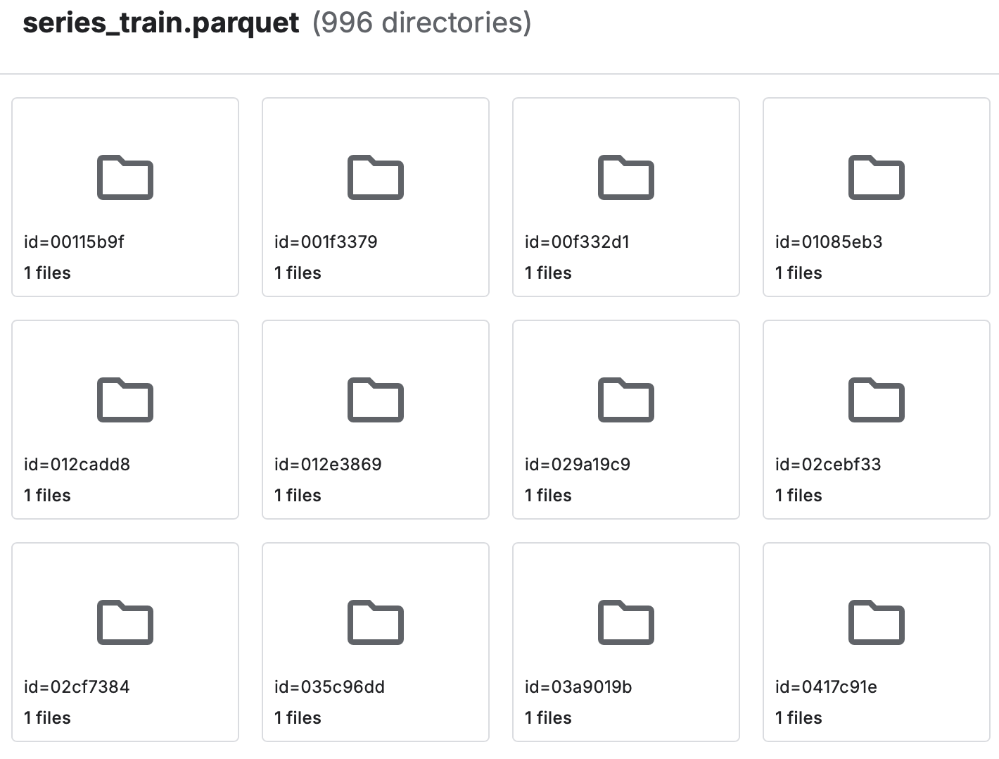 series_train.parquet (996 directories)
id=00115b9f
1 files
id=001f3379
1 files
id=00f332d1
1 files
id=01085eb3
1 files
id=012cadd8
1 files
id=012e3869
1 files
id=029a19c9
1 files
id=02cebf33
1 files
id=02cf7384
1 files
id=035c96dd
1 files
id=03a9019b
1 files
id=0417c91e
1 files